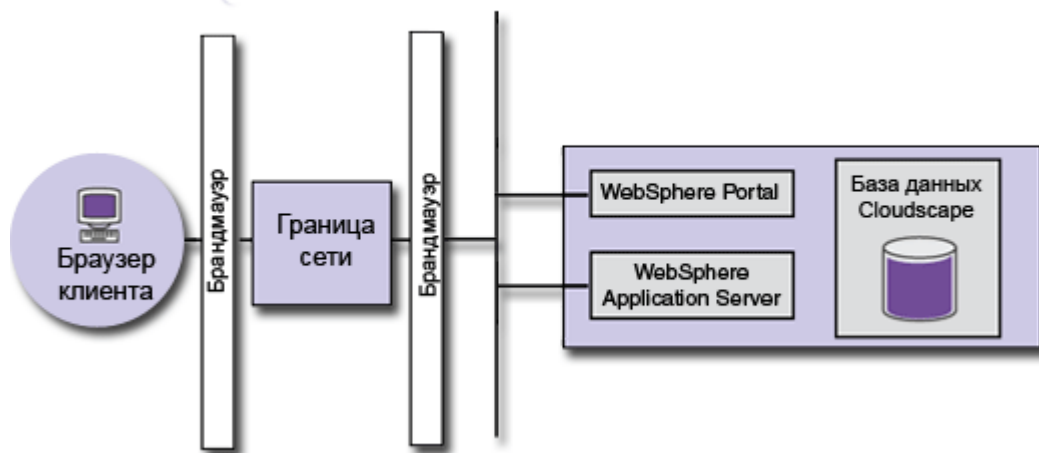 Браузер
клиента
Брандмауэр
Граница
сети
Брандмауэр
WebSphere Portal
WebSphere
Application Server
База данных
Cloudscape